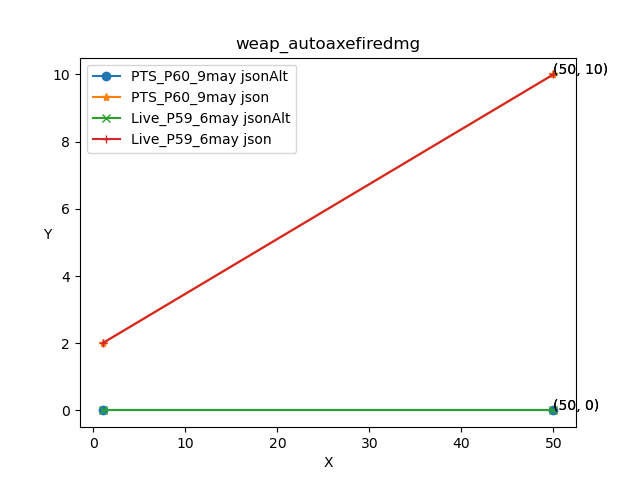 weap_autoaxefiredmg
PTS_P60_9may jsonAlt
PTS_P60_9may json
Live_P59_6may jsonAlt
Live_P59_6may json
(50, 10)
(50, 0)
10
8
6
4
2
0
Y
0 10 20 30 40 50
X